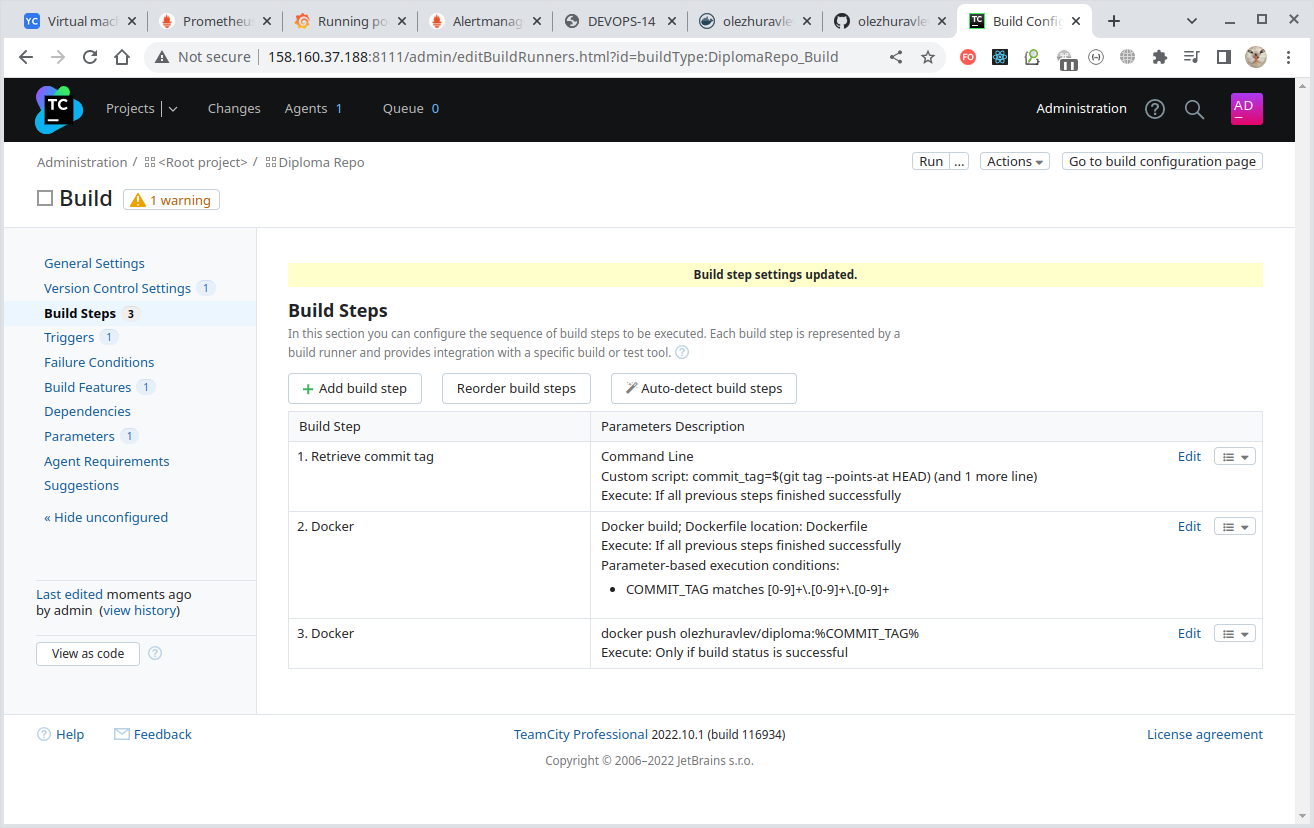 Virtual mac
Prometheus
Running po
Alertmanag
DEVOPS-14
olezhuravle
olezhuravle
Build Config
Not secure
158.160.37.188:8111/admin/editBuildRunners.html?id=buildType:DiplomaRepo_Build
Projects
Changes
Agents 1
Queue 0
Administration
AD
Administration / <Root project> / Diploma Repo
Run ...
Actions
Go to build configuration page
Build
1 warning
General Settings
Version Control Settings 1
Build Steps 3
Triggers 1
Failure Conditions
Build Features 1
Dependencies
Parameters 1
Agent Requirements
Suggestions
« Hide unconfigured
Last edited moments ago
by admin (view history)
View as code
Build step settings updated.
Build Steps
In this section you can configure the sequence of build steps to be executed. Each build step is represented by a
build runner and provides integration with a specific build or test tool.
+ Add build step
Reorder build steps
Auto-detect build steps
Build Step
Parameters Description
1. Retrieve commit tag
Command Line
Custom script: commit_tag=$(git tag --points-at HEAD) (and 1 more line)
Execute: If all previous steps finished successfully
Edit
2. Docker
Docker build; Dockerfile location: Dockerfile
Execute: If all previous steps finished successfully
Parameter-based execution conditions:
• COMMIT_TAG matches [0-9]+\.[0-9]+\.[0-9]+
Edit
3. Docker
docker push olezhuravlev/diploma:%COMMIT_TAG%
Execute: Only if build status is successful
Edit
Help
Feedback
TeamCity Professional 2022.10.1 (build 116934)
License agreement
Copyright © 2006–2022 JetBrains s.r.o.